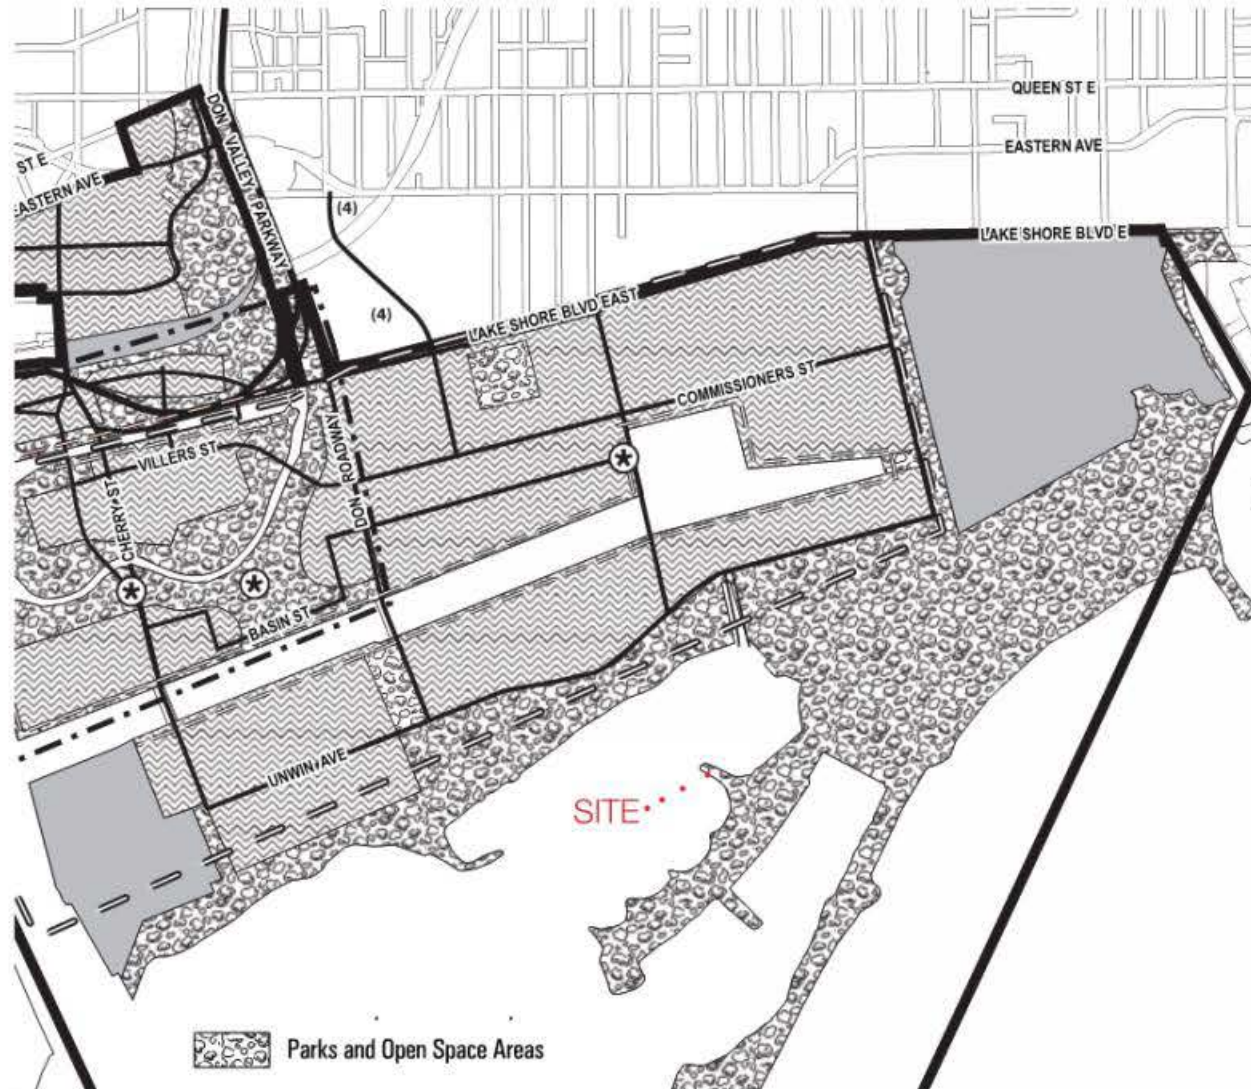 QUEEN ST E
EASTERN AVE
DON VALLEY PARKWAY
ST E
EASTERN AVE
(4)
LAKE SHORE BLVD E
(4)
LAKE SHORE BLVD EAST
COMMISSIONERS ST
VILLERS ST
DON ROADWAY
CHERRY ST
*
*
*
BASIN ST
UNWIN AVE
SITE
Parks and Open Space Areas